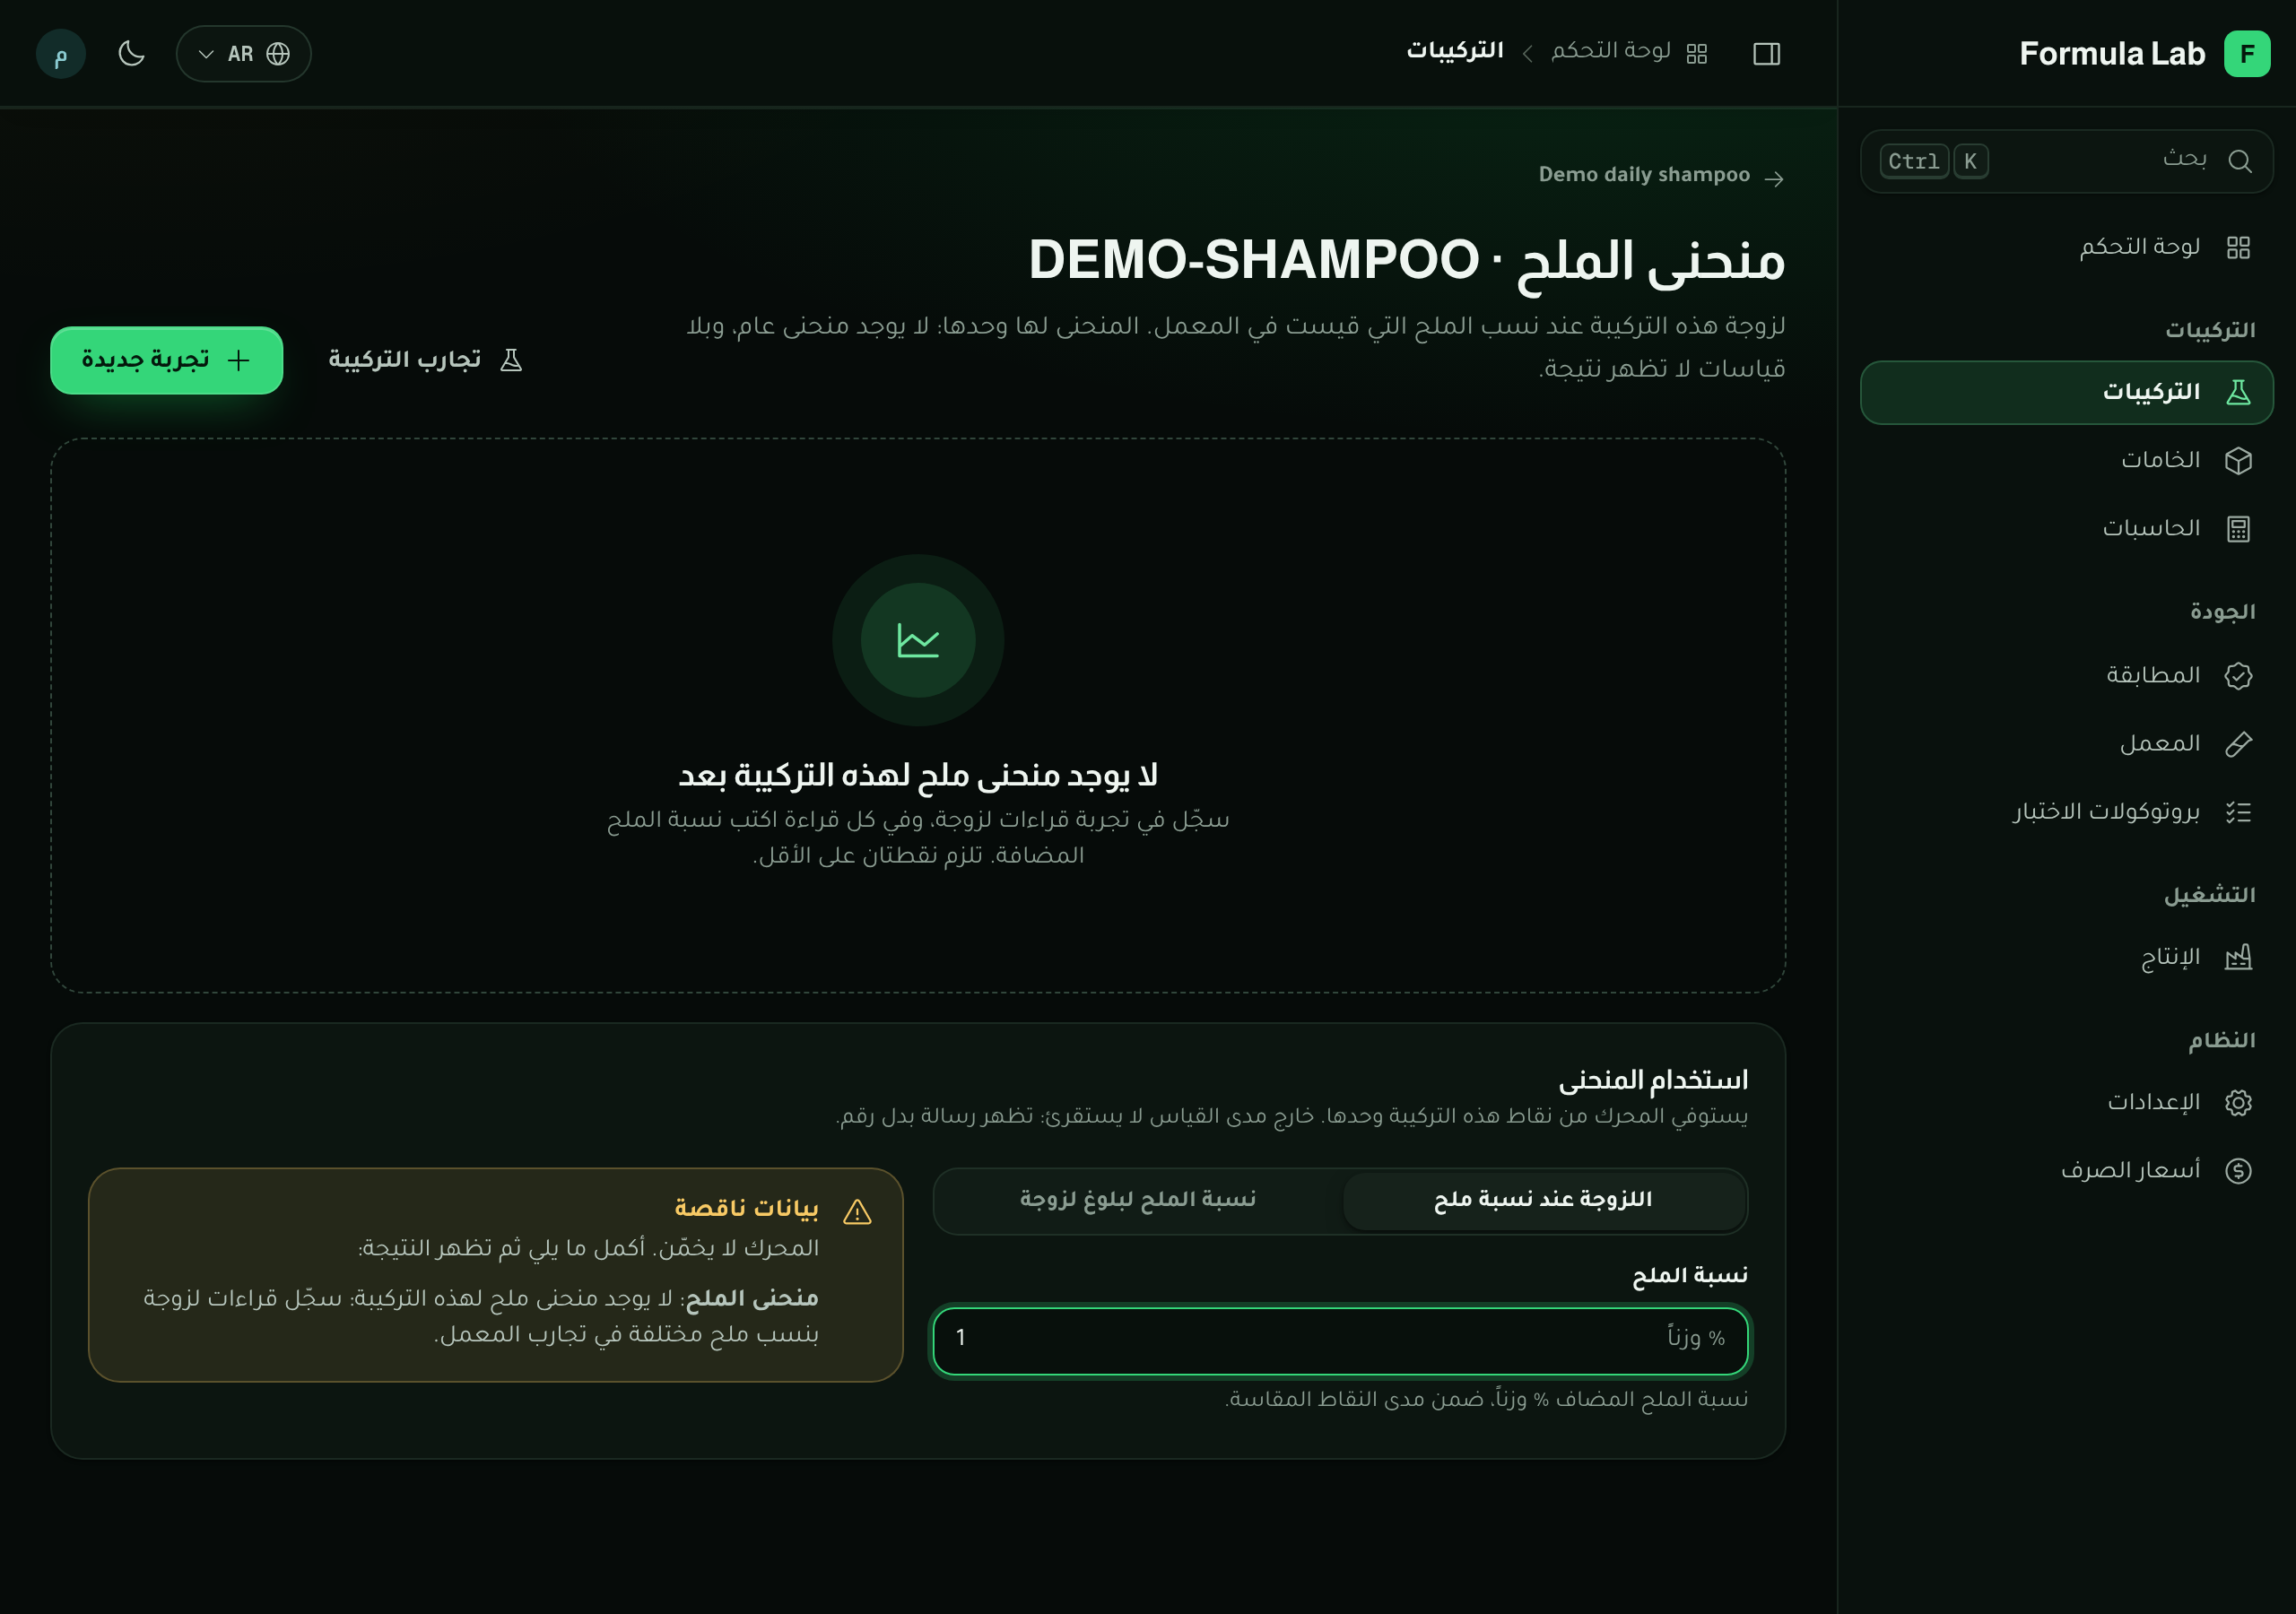 F Formula Lab
بحث
Ctrl K
لوحة التحكم
التركيبات
التركيبات
الخامات
الحاسبات
الجودة
المطابقة
المعمل
بروتوكولات الاختبار
التشغيل
الإنتاج
النظام
الإعدادات
أسعار الصرف
لوحة التحكم
التركيبات
AR
م
Demo daily shampoo
منحنى الملح · DEMO-SHAMPOO
لزوجة هذه التركيبة عند نسب الملح التي قيست في المعمل. المنحنى لها وحدها: لا يوجد منحنى عام، وبلا
قياسات لا تظهر نتيجة.
تجارب التركيبة
تجربة جديدة
لا يوجد منحنى ملح لهذه التركيبة بعد
سجّل في تجربة قراءات لزوجة، وفي كل قراءة اكتب نسبة الملح
المضافة. تلزم نقطتان على الأقل.
استخدام المنحنى
يستوفي المحرك من نقاط هذه التركيبة وحدها. خارج مدى القياس لا يستقرئ: تظهر رسالة بدل رقم.
اللزوجة عند نسبة ملح
نسبة الملح لبلوغ لزوجة
نسبة الملح
% وزناً
1
نسبة الملح المضاف % وزناً، ضمن مدى النقاط المقاسة.
بيانات ناقصة
المحرك لا يخمّن. أكمل ما يلي ثم تظهر النتيجة:
منحنى الملح: لا يوجد منحنى ملح لهذه التركيبة: سجّل قراءات لزوجة
بنسب ملح مختلفة في تجارب المعمل.